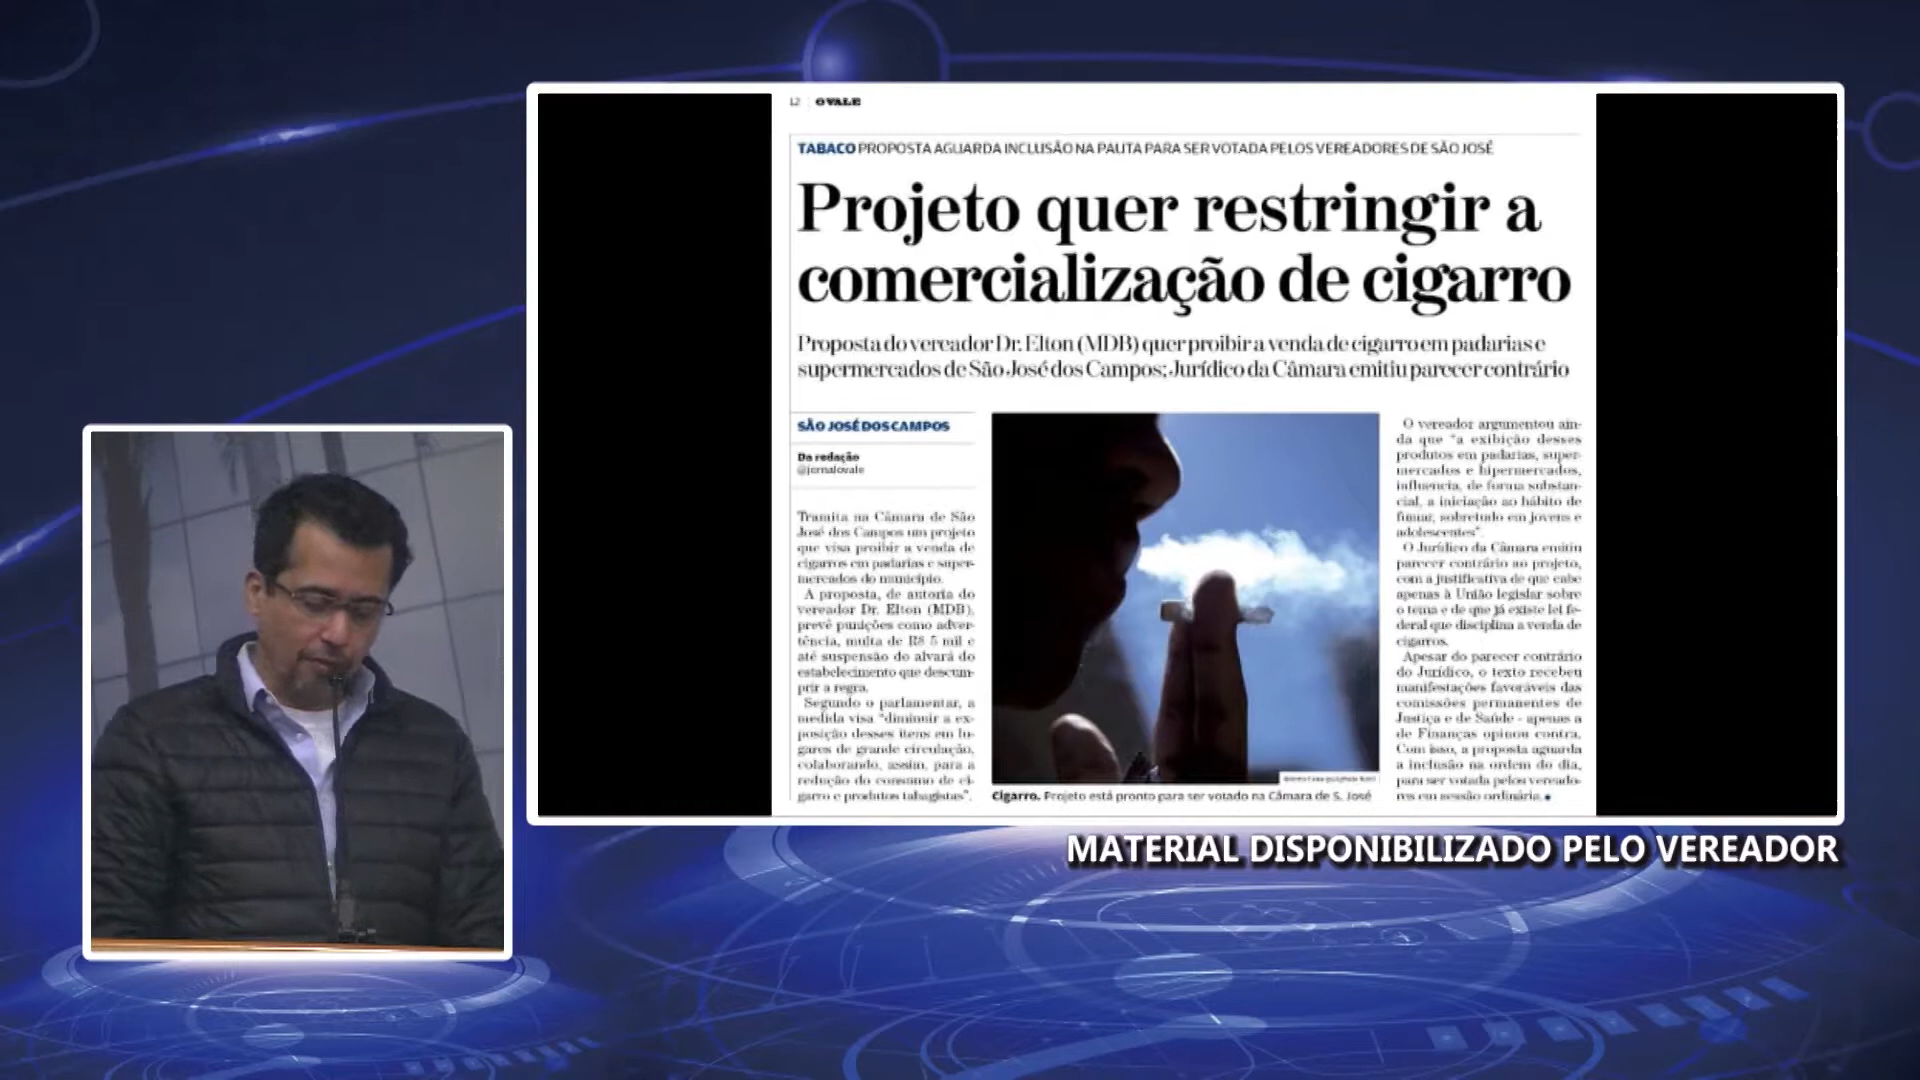 12 OVALE
TABACO PROPOSTA AGUARDA INCLUSÃO NA PAUTA PARA SER VOTADA PELOS VEREADORES DE SÃO JOSÉ
Projeto quer restringir a
comercialização de cigarro
Proposta do vereador Dr. Elton (MDB) quer proibir a venda de cigarro em padarias e
supermercados de São José dos Campos; Jurídico da Câmara emitiu parecer contrário
SÃO JOSÉ DOS CAMPOS
Da redação
@jornalovale
Tramita na Câmara de São
José dos Campos um projeto
que visa proibir a venda de
cigarros em padarias e super-
mercados do município.
A proposta, de autoria do
vereador Dr. Elton (MDB),
prevê punições como adver-
tência, multa de R$ 5 mil e
até suspensão do alvará do
estabelecimento que descum-
prir a regra.
Segundo o parlamentar, a
medida visa "diminuir a ex-
posição desses itens em lu-
gares de grande circulação,
colaborando, assim, para a
redução do consumo de ci-
garro e produtos tabagistas".
Cigarro. Projeto está pronto para ser votado na Câmara de S. José
O vereador argumentou ain-
da que "a exibição desses
produtos em padarias, super-
mercados e hipermercados,
influencia, de forma substan-
cial, a iniciação ao hábito de
fumar, sobretudo em jovens e
adolescentes".
O Jurídico da Câmara emitiu
parecer contrário ao projeto,
com a justificativa de que cabe
apenas à União legislar sobre
o tema e de que já existe lei fe-
deral que disciplina a venda de
cigarros.
Apesar do parecer contrário
do Jurídico, o texto recebeu
manifestações favoráveis das
comissões permanentes de
Justiça e de Saúde - apenas a
de Finanças opinou contra.
Com isso, a proposta aguarda
a inclusão na ordem do dia,
para ser votada pelos vereado-
res em sessão ordinária.
MATERIAL DISPONIBILIZADO PELO VEREADOR